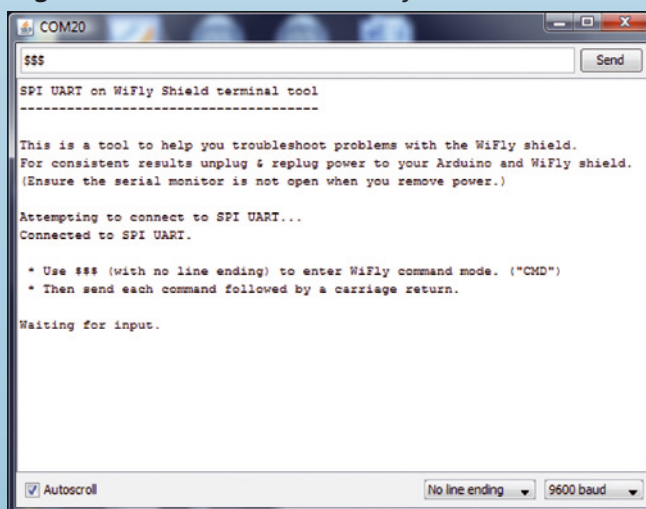 COM20
$$$
Send
SPI UART on WiFly Shield terminal tool
--------------------------------------
This is a tool to help you troubleshoot problems with the WiFly shield.
For consistent results unplug & replug power to your Arduino and WiFly shield.
(Ensure the serial monitor is not open when you remove power.)
Attempting to connect to SPI UART...
Connected to SPI UART.
* Use $$$ (with no line ending) to enter WiFly command mode. ("CMD")
* Then send each command followed by a carriage return.
Waiting for input.
Autoscroll
No line ending
9600 baud